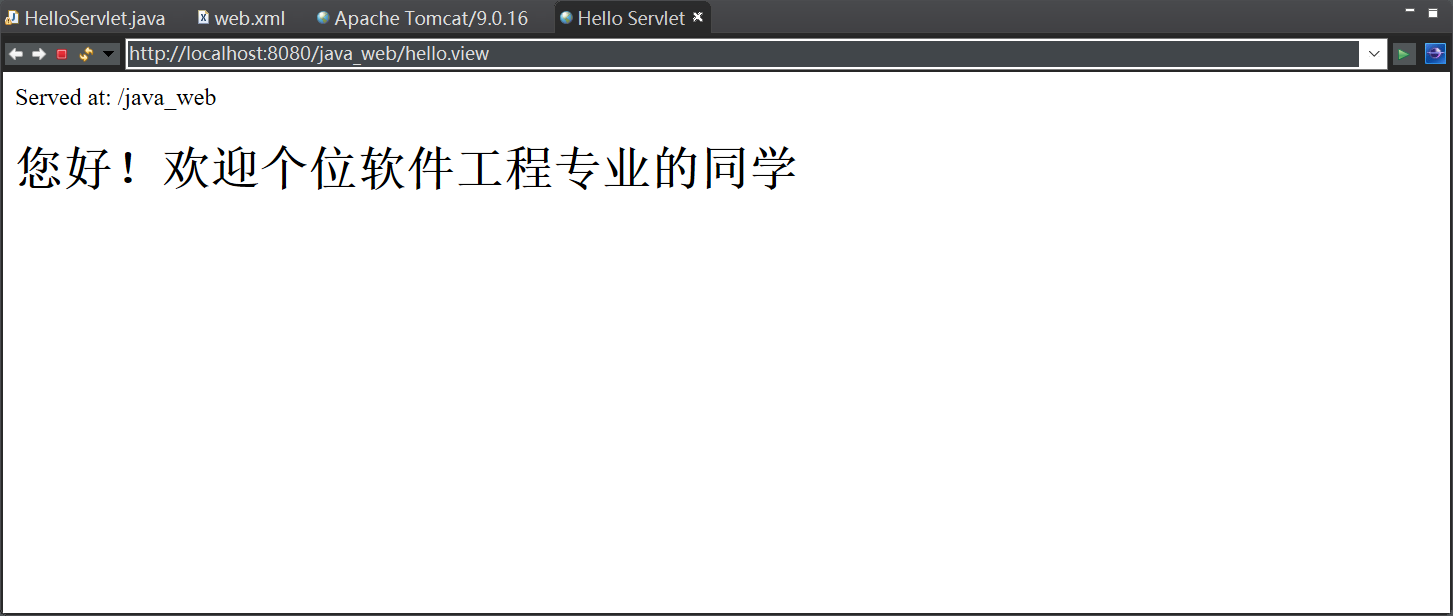 HelloServlet.java web.xml Apache Tomcat/9.0.16 Hello Servlet
http://localhost:8080/java_web/hello.view
Served at: /java_web
您好！欢迎个位软件工程专业的同学